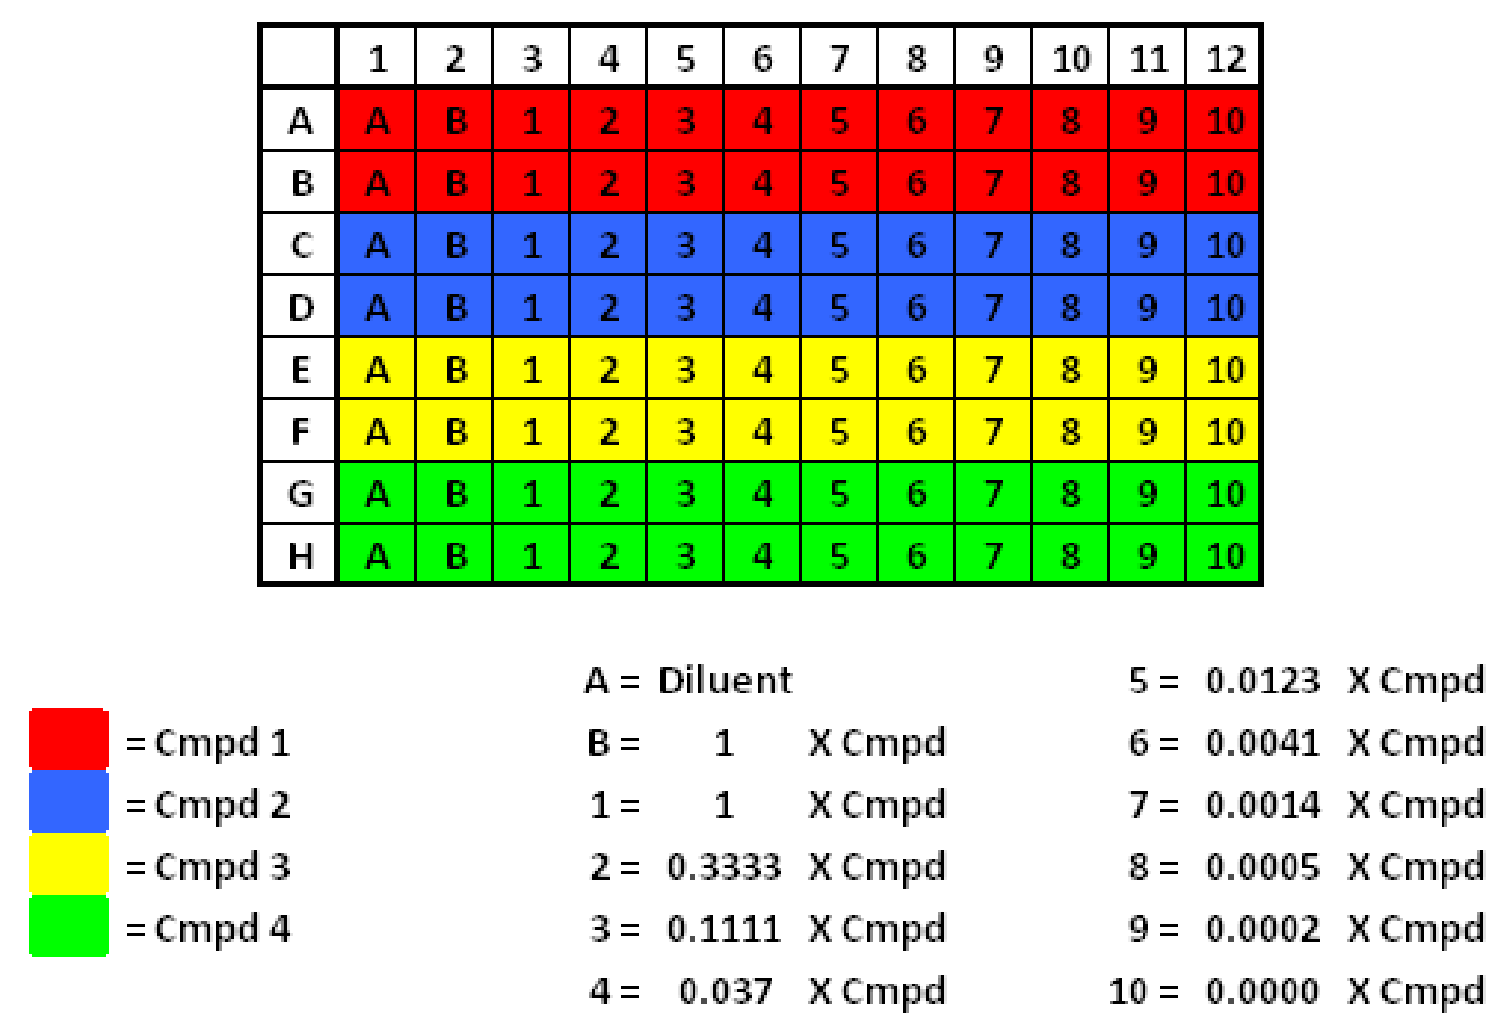 1 2 3 4 5 6 7 8 9 10 11 12
A A B 1 2 3 4 5 6 7 8 9 10
B A B 1 2 3 4 5 6 7 8 9 10
C A B 1 2 3 4 5 6 7 8 9 10
D A B 1 2 3 4 5 6 7 8 9 10
E A B 1 2 3 4 5 6 7 8 9 10
F A B 1 2 3 4 5 6 7 8 9 10
G A B 1 2 3 4 5 6 7 8 9 10
H A B 1 2 3 4 5 6 7 8 9 10
= Cmpd 1
= Cmpd 2
= Cmpd 3
= Cmpd 4
A = Diluent
B = 1 X Cmpd
1 = 1 X Cmpd
2 = 0.3333 X Cmpd
3 = 0.1111 X Cmpd
4 = 0.037 X Cmpd
5 = 0.0123 X Cmpd
6 = 0.0041 X Cmpd
7 = 0.0014 X Cmpd
8 = 0.0005 X Cmpd
9 = 0.0002 X Cmpd
10 = 0.0000 X Cmpd